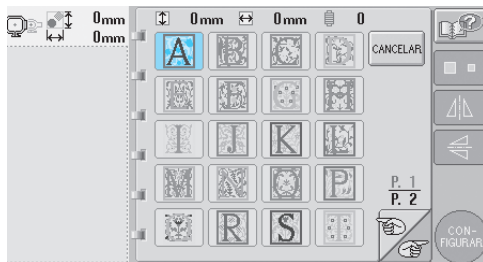 0mm
0mm
0mm 0mm 0
A B C
CANCELAR
H
I J K L
M N O P
R S T
P. 1
P. 2
CON-
FIGURAR